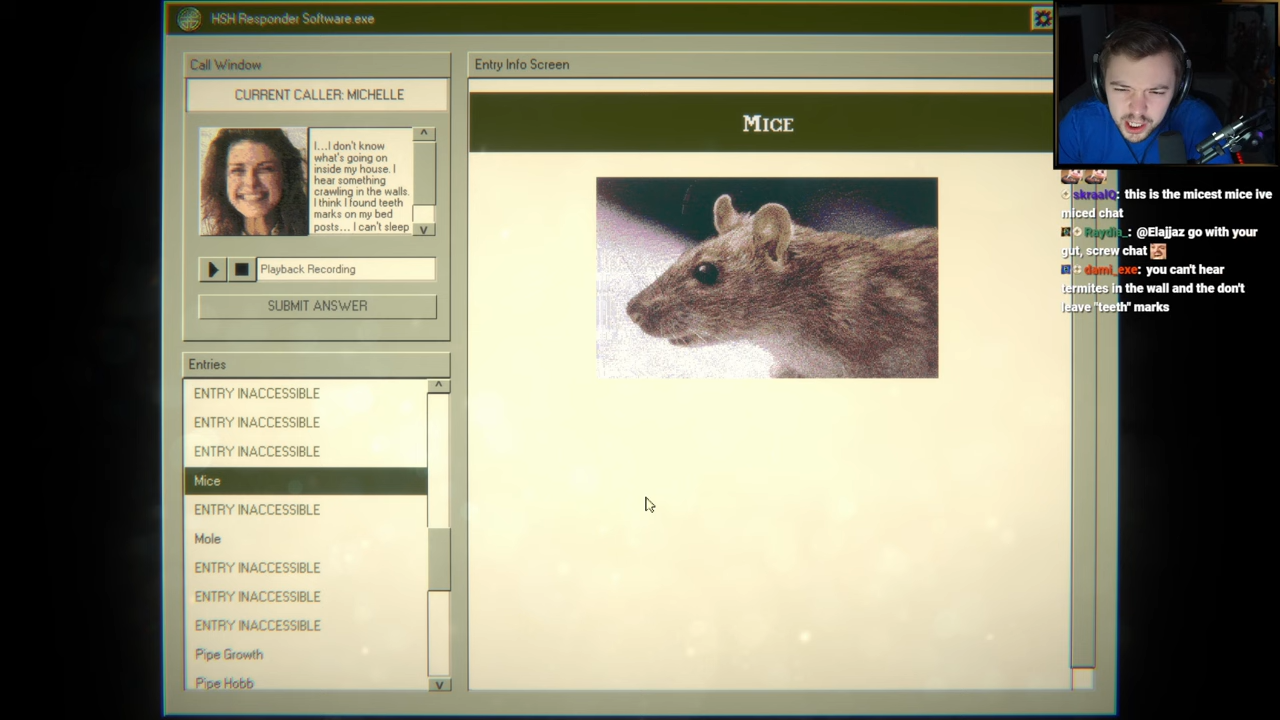 HSH Responder Software.exe
Call Window
CURRENT CALLER: MICHELLE
I...I don't know
what's going on
inside my house. I
hear something
crawling in the walls.
I think I found teeth
marks on my bed
posts... I can't sleep
Playback Recording
SUBMIT ANSWER
Entries
ENTRY INACCESSIBLE
ENTRY INACCESSIBLE
ENTRY INACCESSIBLE
Mice
ENTRY INACCESSIBLE
Mole
ENTRY INACCESSIBLE
ENTRY INACCESSIBLE
ENTRY INACCESSIBLE
Pipe Growth
Pipe Hobb
Entry Info Screen
MICE
skraalQ: this is the micest mice ive
miced chat
Raydia_: @Elajjaz go with your
gut, screw chat
dami_exe: you can't hear
termites in the wall and the don't
leave "teeth" marks